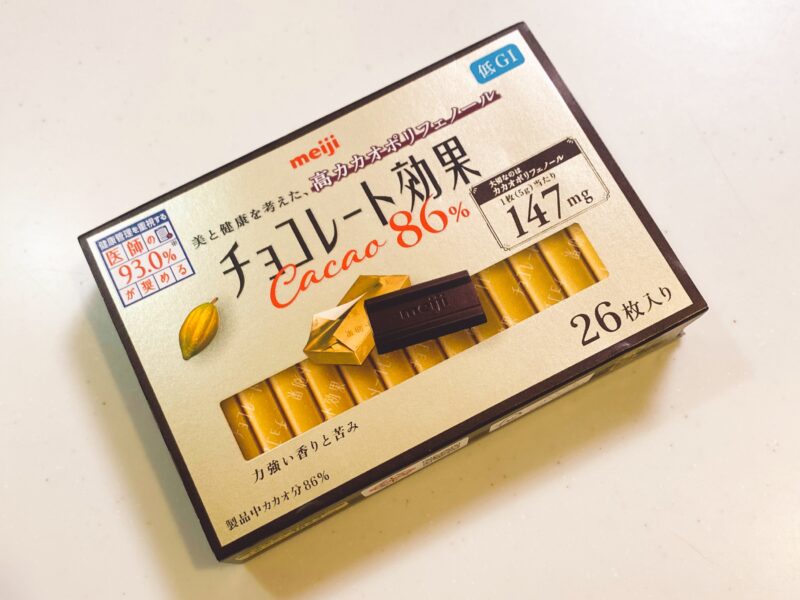 低GI
meiji
美と健康を考えた、高カカオポリフェノール
チョコレート効果
Cacao 86%
大切なのは
カカオポリフェノール
1枚(5g)当たり
147mg
健康管理を重視する
医師の
93.0%※
が奨める
meiji
26枚入り
力強い香りと苦み
製品中カカオ分86%